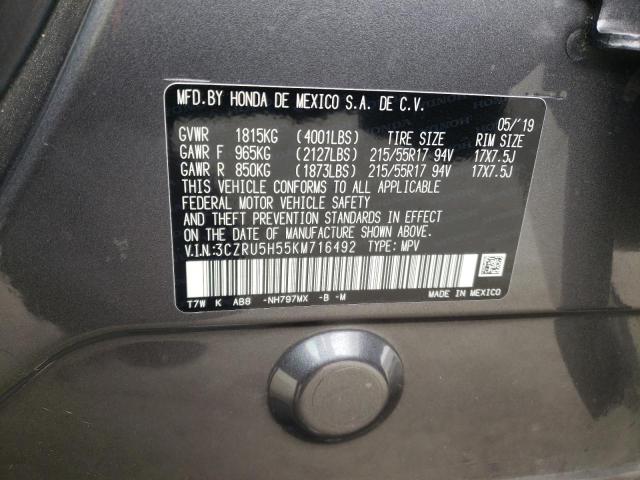 MFD.BY HONDA DE MEXICO S.A. DE C.V.
05/'19
GVWR 1815KG (4001LBS) TIRE SIZE RIM SIZE
GAWR F 965KG (2127LBS) 215/55R17 94V 17X7.5J
GAWR R 850KG (1873LBS) 215/55R17 94V 17X7.5J
THIS VEHICLE CONFORMS TO ALL APPLICABLE
FEDERAL MOTOR VEHICLE SAFETY
AND THEFT PREVENTION STANDARDS IN EFFECT
ON THE DATE OF MANUFACTURE SHOWN ABOVE.
V.I.N:3CZRU5H55KM716492 TYPE: MPV
T7W K AB8 -NH797MX -B -M MADE IN MEXICO